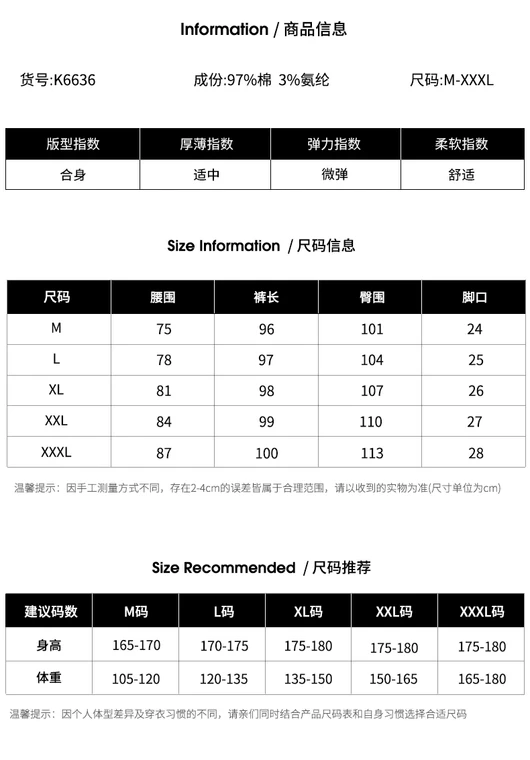 Information / 商品信息
货号:K6636 成份:97%棉 3%氨纶 尺码:M-XXXL
版型指数 厚薄指数 弹力指数 柔软指数
合身 适中 微弹 舒适
Size Information / 尺码信息
尺码 腰围 裤长 臀围 脚口
M 75 96 101 24
L 78 97 104 25
XL 81 98 107 26
XXL 84 99 110 27
XXXL 87 100 113 28
温馨提示：因手工测量方式不同，存在2-4cm的误差皆属于合理范围，请以收到的实物为准(尺寸单位为cm)
Size Recommended / 尺码推荐
建议码数 M码 L码 XL码 XXL码 XXXL码
身高 165-170 170-175 175-180 175-180 175-180
体重 105-120 120-135 135-150 150-165 165-180
温馨提示：因个人体型差异及穿衣习惯的不同，请亲们同时结合产品尺码表和自身习惯选择合适尺码